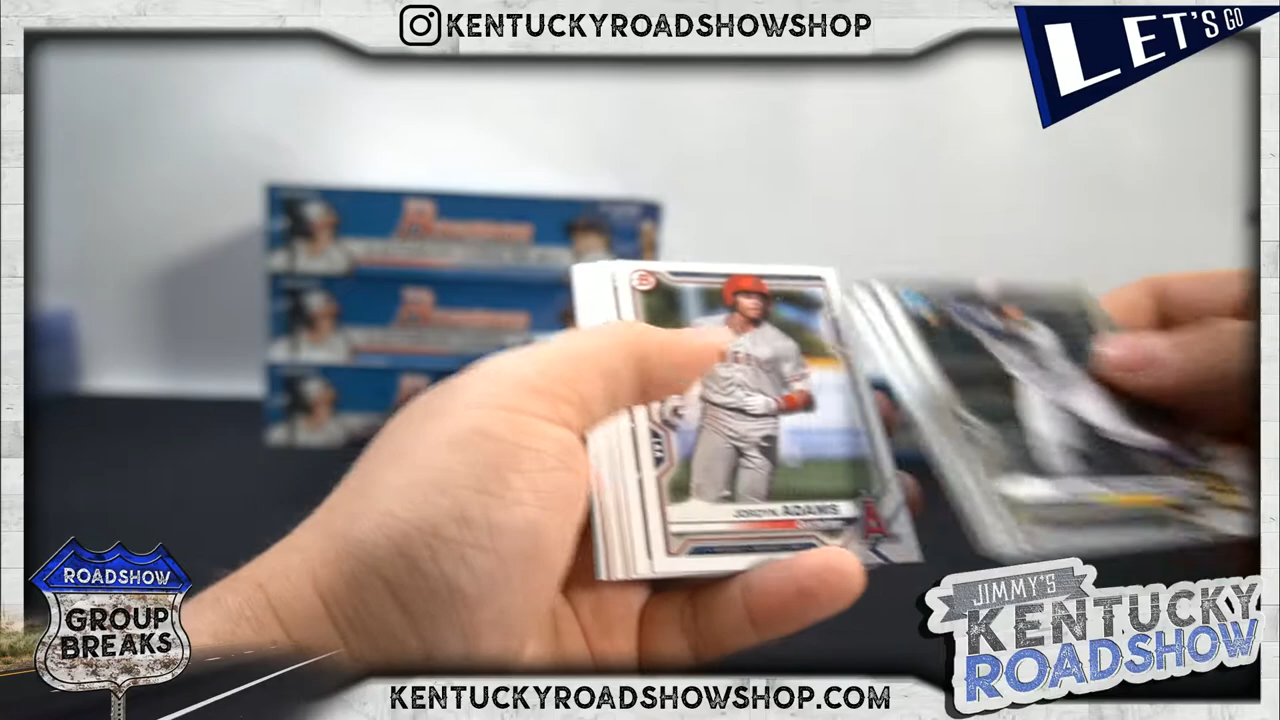 KENTUCKYROADSHOWSHOP
LET'S GO
B
JORDYN ADAMS
A
ROADSHOW
GROUP
BREAKS
JIMMY'S
KENTUCKY
ROADSHOW
KENTUCKYROADSHOWSHOP.COM